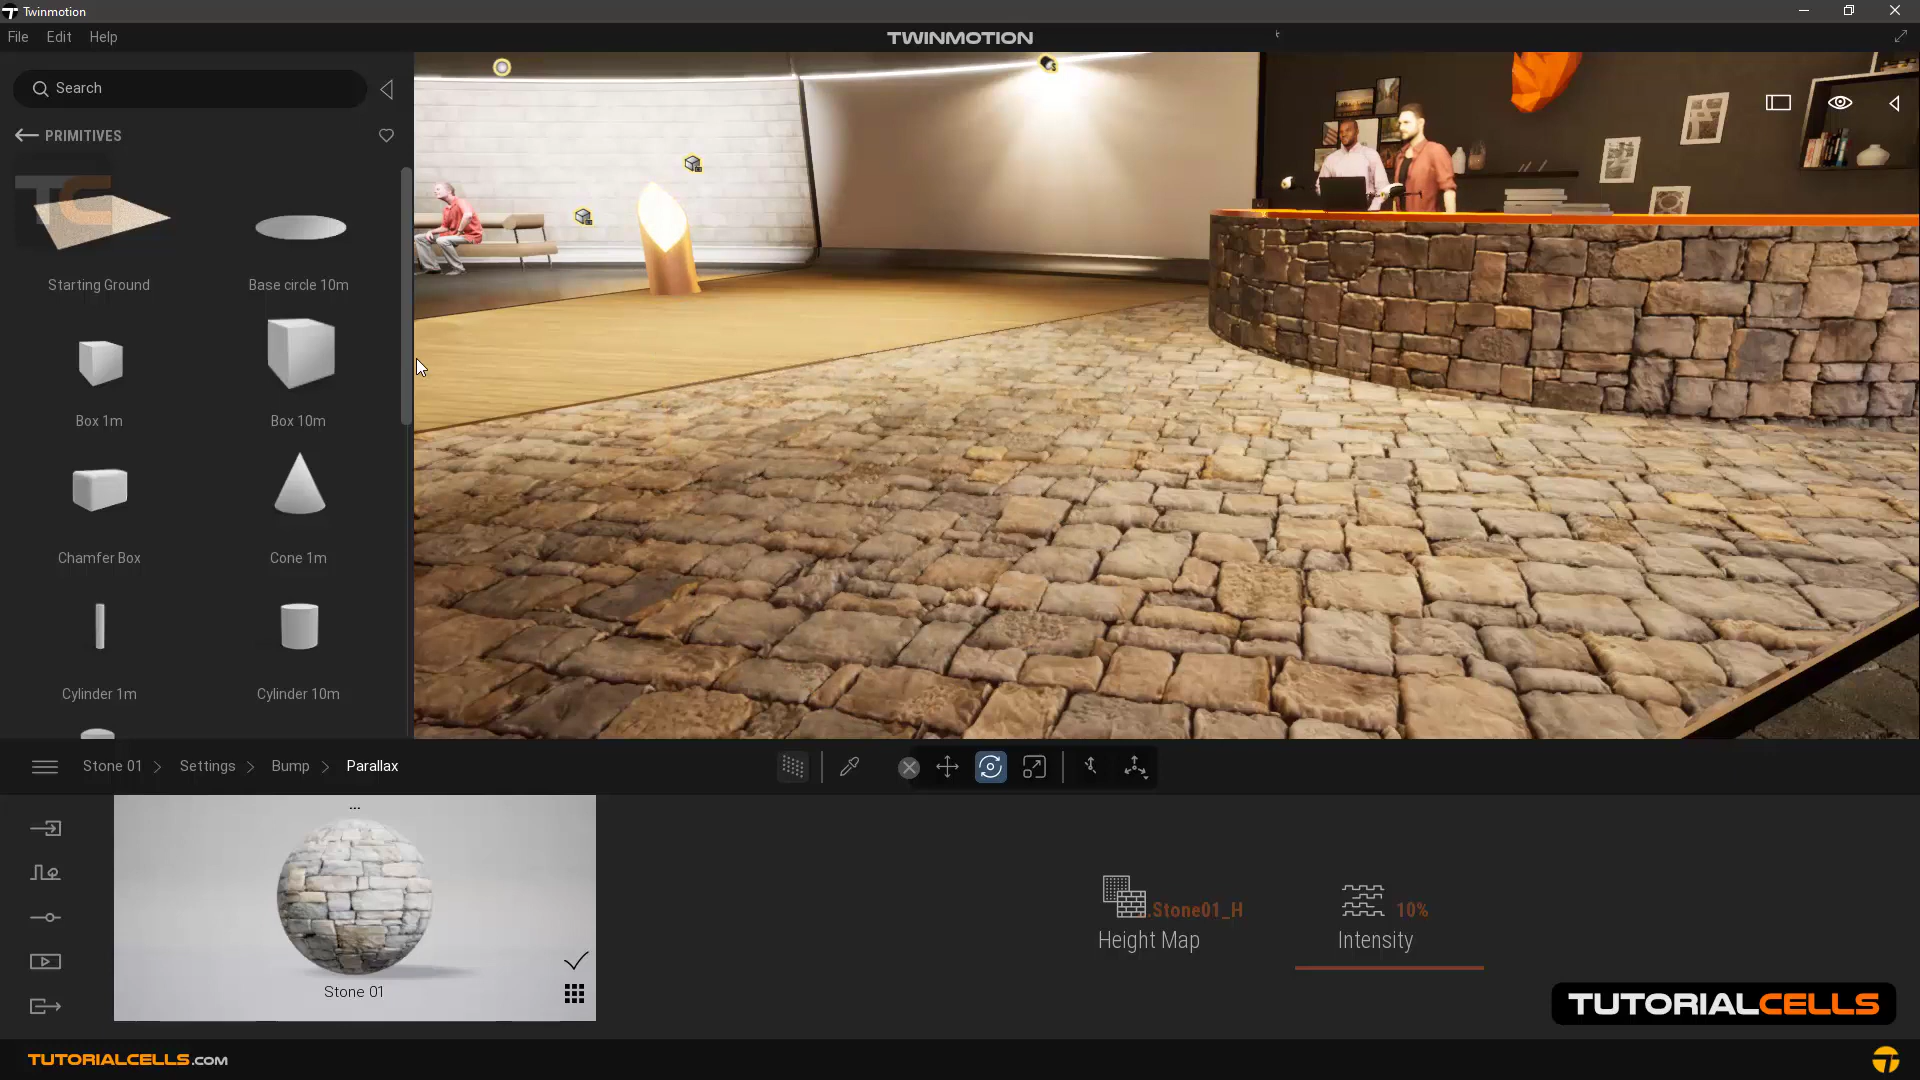 Twinmotion
File Edit Help
TWINMOTION
Search
PRIMITIVES
TC
Starting Ground
Base circle 10m
Box 1m
Box 10m
Chamfer Box
Cone 1m
Cylinder 1m
Cylinder 10m
Stone 01 > Settings > Bump > Parallax
...
Stone 01
..Stone01_H
Height Map
10%
Intensity
TUTORIALCELLS
TUTORIALCELLS.COM